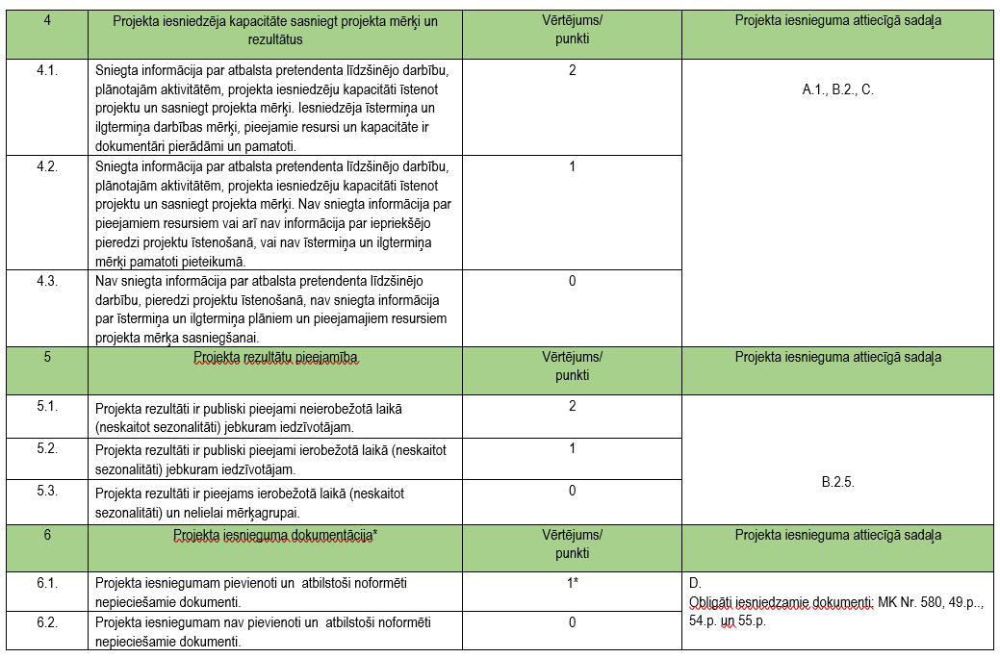 4
Projekta iesniedzēja kapacitāte sasniegt projekta mērķi un
rezultātus
Vērtējums/
punkti
Projekta iesnieguma attiecīgā sadaļa
4.1.
Sniegta informācija par atbalsta pretendenta līdzšinējo darbību,
plānotajām aktivitātēm, projekta iesniedzēju kapacitāti īstenot
projektu un sasniegt projekta mērķi. Iesniedzēja īstermiņa un
ilgtermiņa darbības mērķi, pieejamie resursi un kapacitāte ir
dokumentāri pierādāmi un pamatoti.
2
A.1., B.2., C.
4.2.
Sniegta informācija par atbalsta pretendenta līdzšinējo darbību,
plānotajām aktivitātēm, projekta iesniedzēju kapacitāti īstenot
projektu un sasniegt projekta mērķi. Nav sniegta informācija par
pieejamiem resursiem vai arī nav informācija par iepriekšējo
pieredzi projektu īstenošanā, vai nav īstermiņa un ilgtermiņa
mērķi pamatoti pieteikumā.
1
4.3.
Nav sniegta informācija par atbalsta pretendenta līdzšinējo
darbību, pieredzi projektu īstenošanā, nav sniegta informācija
par īstermiņa un ilgtermiņa plāniem un pieejamajiem resursiem
projekta mērķa sasniegšanai.
0
5
Projekta rezultātu pieejamība
Vērtējums/
punkti
Projekta iesnieguma attiecīgā sadaļa
5.1.
Projekta rezultāti ir publiski pieejami neierobežotā laikā
(neskaitot sezonalitāti) jebkuram iedzīvotājam.
2
5.2.
Projekta rezultāti ir publiski pieejami ierobežotā laikā (neskaitot
sezonalitāti) jebkuram iedzīvotājam.
1
B.2.5.
5.3.
Projekta rezultāti ir pieejams ierobežotā laikā (neskaitot
sezonalitāti) un nelielai mērķagrupai.
0
6
Projekta iesnieguma dokumentācija*
Vērtējums/
punkti
Projekta iesnieguma attiecīgā sadaļa
6.1.
Projekta iesniegumam pievienoti un  atbilstoši noformēti
nepieciešamie dokumenti.
1*
D.
Obligāti iesniedzamie dokumenti: MK Nr. 580, 49.p..,
54.p. un 55.p.
6.2.
Projekta iesniegumam nav pievienoti un  atbilstoši noformēti
nepieciešamie dokumenti.
0